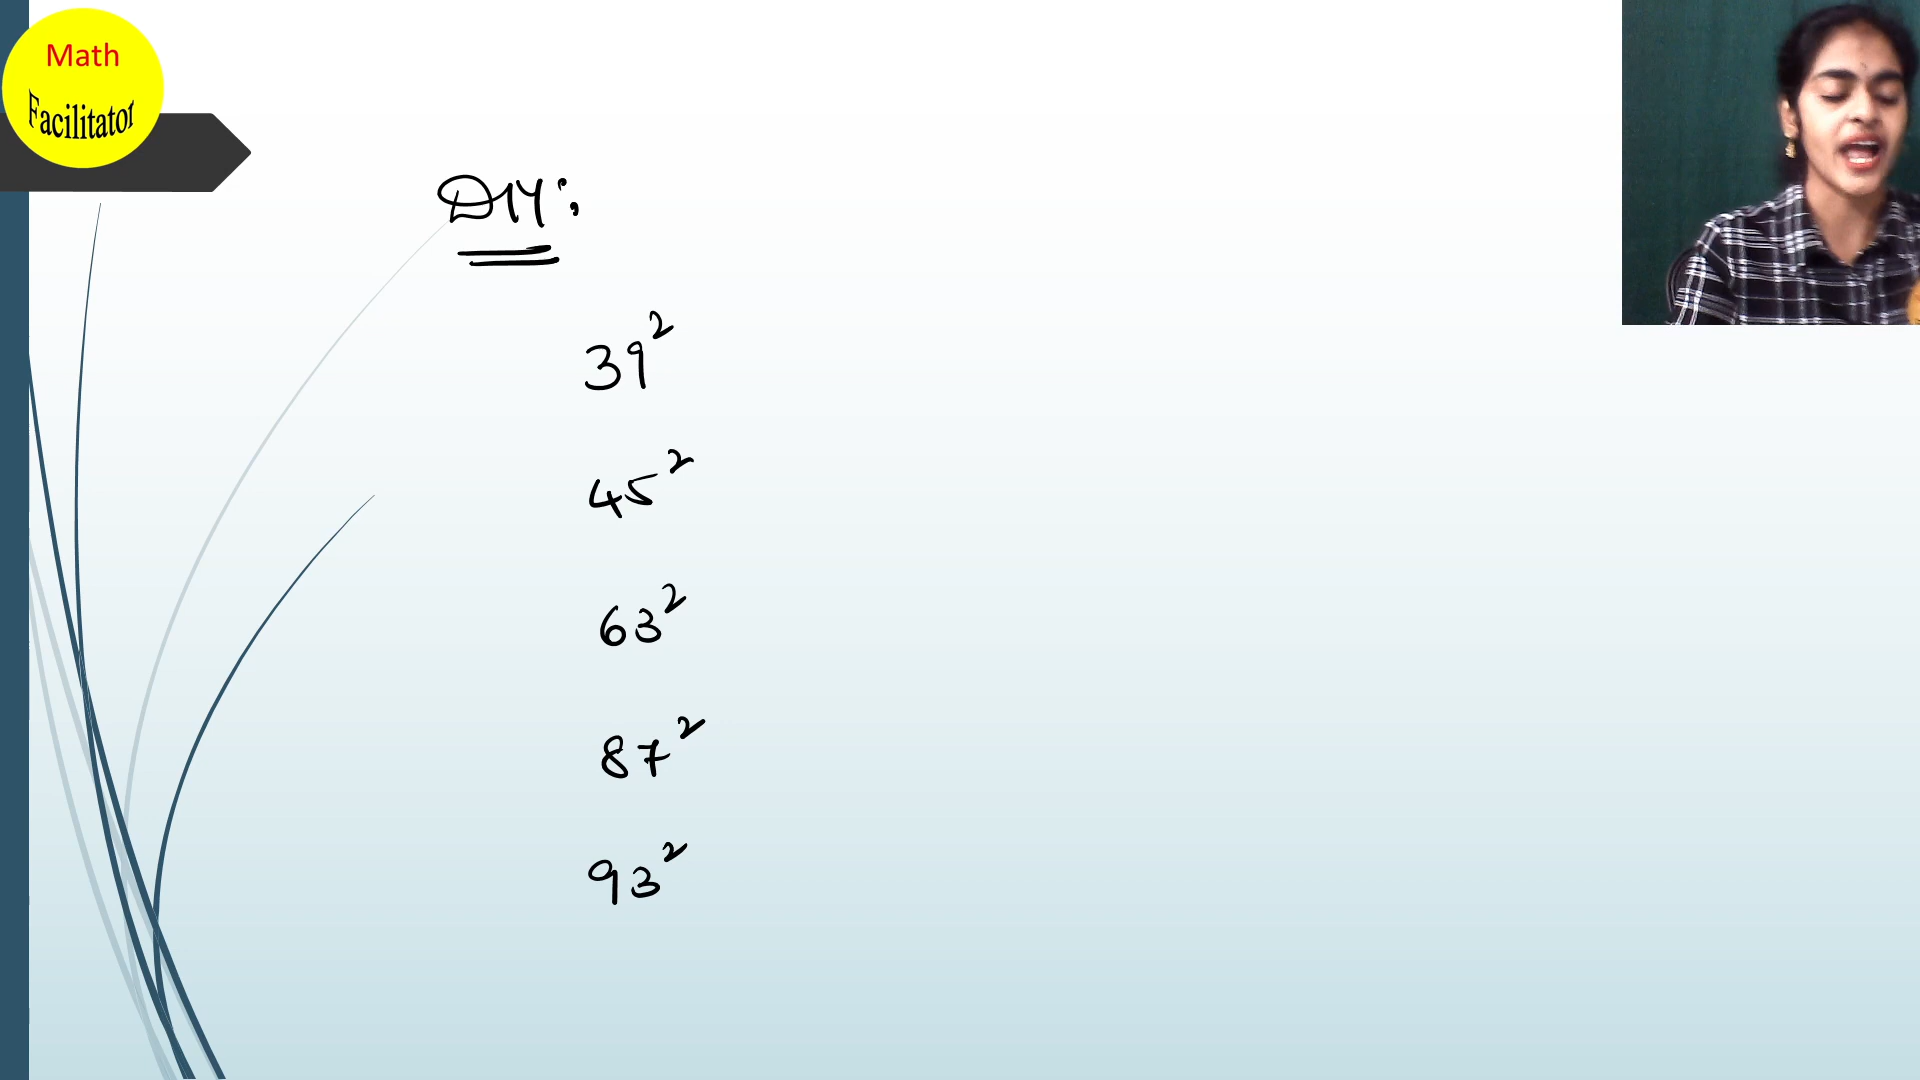 Math
Facilitator
DIY:
39²
45²
63²
87²
93²